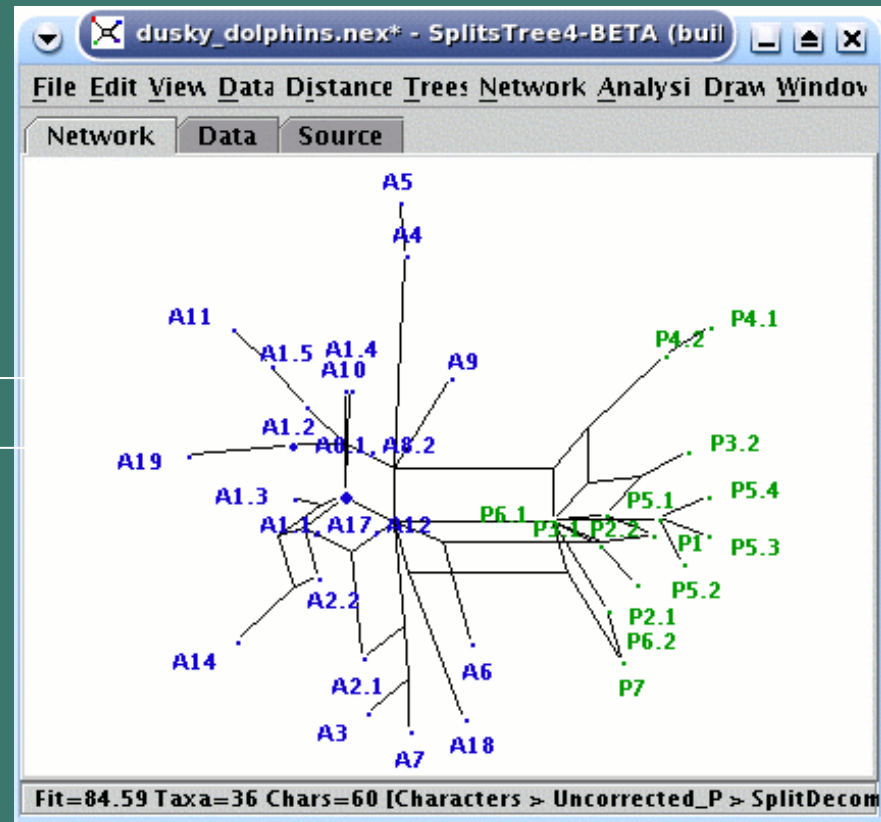 dusky_dolphins.nex* - SplitsTree4-BETA (buil
File Edit View Data Distance Trees Network Analysi Draw Window
Network Data Source
A5
A4
A11
P4.1
A1.4
P4.2
A1.5
A9
A10
A1.2
A8.2
P3.2
A19
P5.4
A1.3
P5.1
P6.1
A1.1 A17 A12
P3.1 P2.2
P1
P5.3
P5.2
A2.2
P2.1
P6.2
A14
A6
A2.1
P7
A3
A18
A7
Fit=84.59 Taxa=36 Chars=60 [Characters > Uncorrected_P > SplitDecom